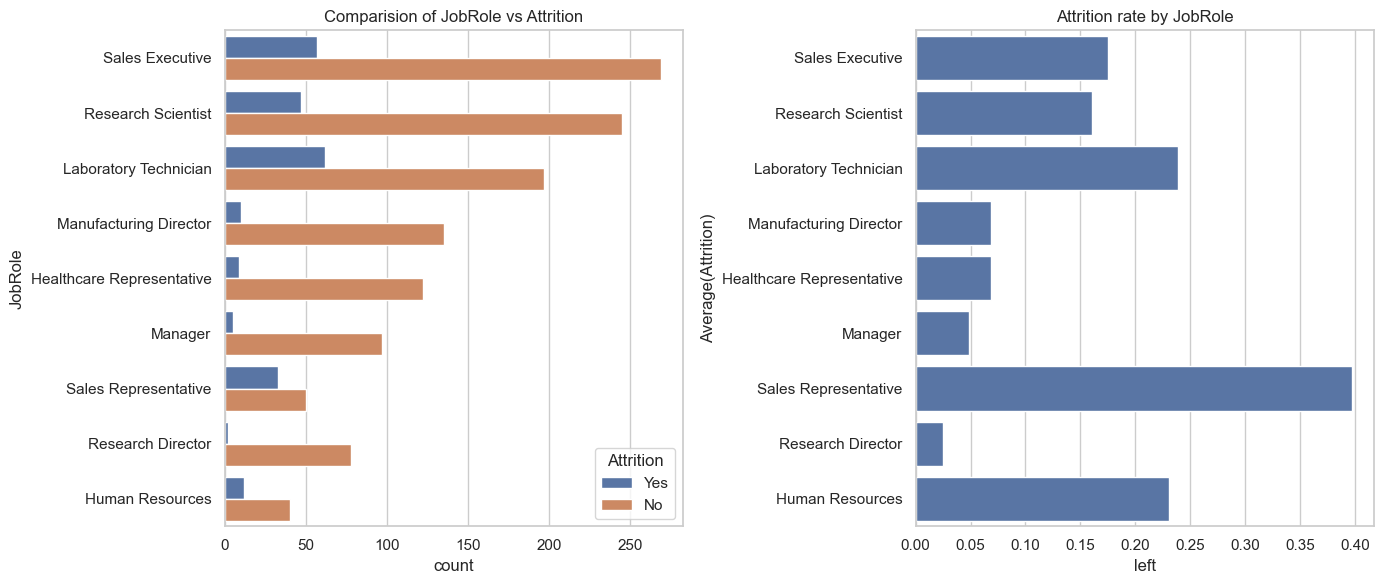 Comparision of JobRole vs Attrition
JobRole
Sales Executive
Research Scientist
Laboratory Technician
Manufacturing Director
Healthcare Representative
Manager
Sales Representative
Research Director
Human Resources
Attrition
Yes
No
0 50 100 150 200 250
count
Attrition rate by JobRole
Average(Attrition)
Sales Executive
Research Scientist
Laboratory Technician
Manufacturing Director
Healthcare Representative
Manager
Sales Representative
Research Director
Human Resources
0.00 0.05 0.10 0.15 0.20 0.25 0.30 0.35 0.40
left